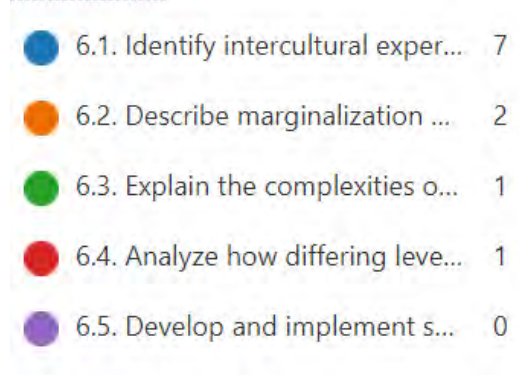 6.1. Identify intercultural exper... 7
6.2. Describe marginalization ... 2
6.3. Explain the complexities o... 1
6.4. Analyze how differing leve... 1
6.5. Develop and implement s... 0